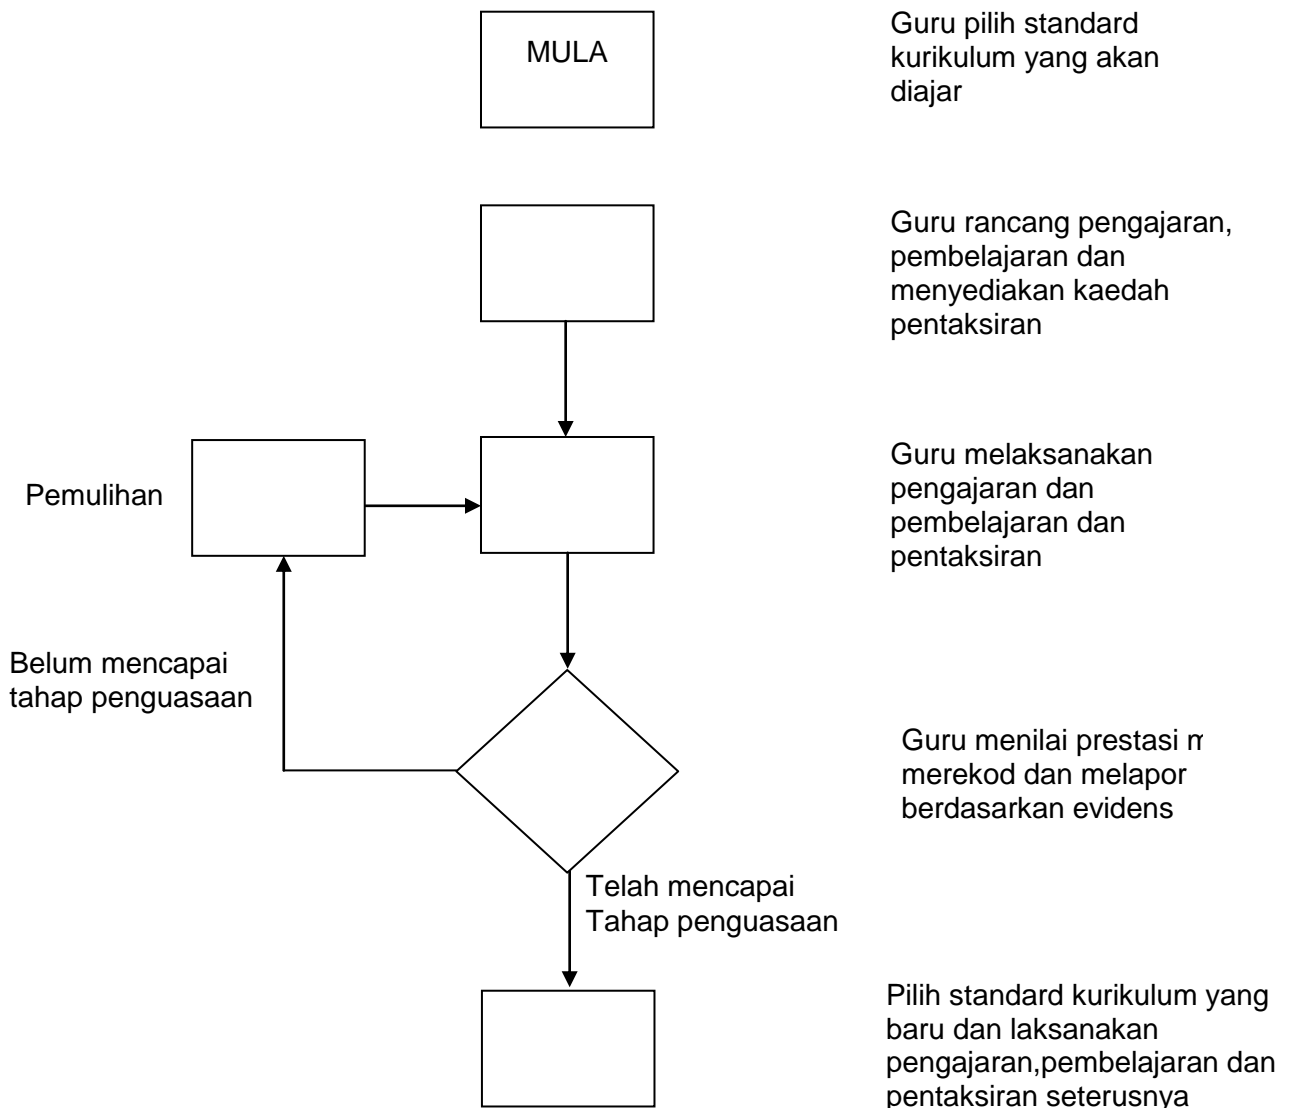 MULA
Guru pilih standard
kurikulum yang akan
diajar
Guru rancang pengajaran,
pembelajaran dan
menyediakan kaedah
pentaksiran
Pemulihan
Guru melaksanakan
pengajaran dan
pembelajaran dan
pentaksiran
Belum mencapai
tahap penguasaan
Guru menilai prestasi
merekod dan melapor
berdasarkan evidens
Telah mencapai
Tahap penguasaan
Pilih standard kurikulum yang
baru dan laksanakan
pengajaran,pembelajaran dan
pentaksiran seterusnya